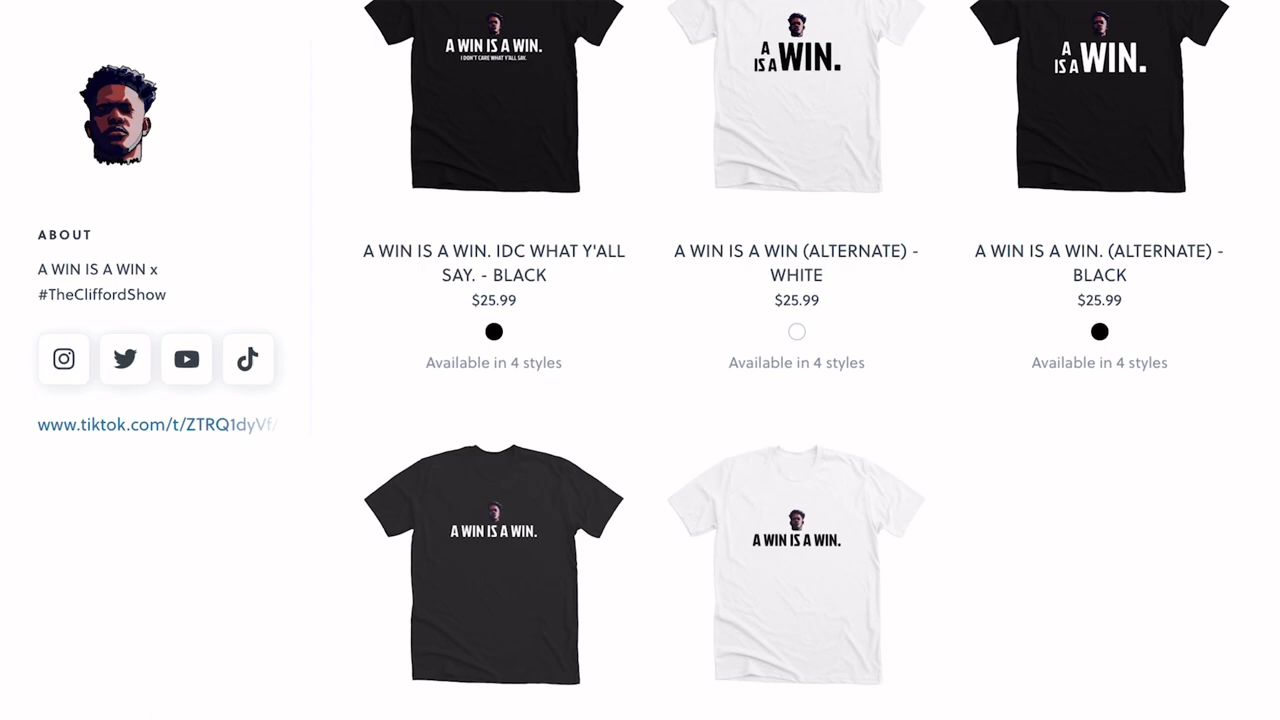 A WIN IS A WIN.
I DON'T CARE WHAT Y'ALL SAY.
A
IS A WIN.
A
IS A WIN.
ABOUT
A WIN IS A WIN x
#TheCliffordShow
www.tiktok.com/t/ZTRQ1dyVf/
A WIN IS A WIN. IDC WHAT Y'ALL
SAY. - BLACK
$25.99
Available in 4 styles
A WIN IS A WIN (ALTERNATE) -
WHITE
$25.99
Available in 4 styles
A WIN IS A WIN. (ALTERNATE) -
BLACK
$25.99
Available in 4 styles
A WIN IS A WIN.
A WIN IS A WIN.